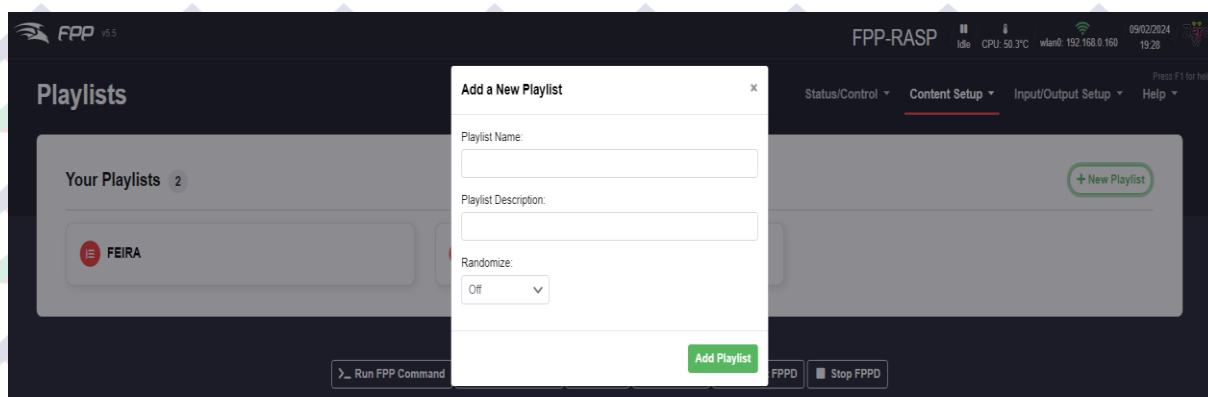 FPP v5.5
FPP-RASP
Idle CPU: 50.3°C wlan0: 192.168.0.160
09/02/2024
19:28
Press F1 for hel
Playlists
Status/Control Content Setup Input/Output Setup Help
Add a New Playlist ×
Playlist Name:
Playlist Description:
Randomize:
Off
Add Playlist
Your Playlists 2
+ New Playlist
FEIRA
>_ Run FPP Command
FPPD
Stop FPPD